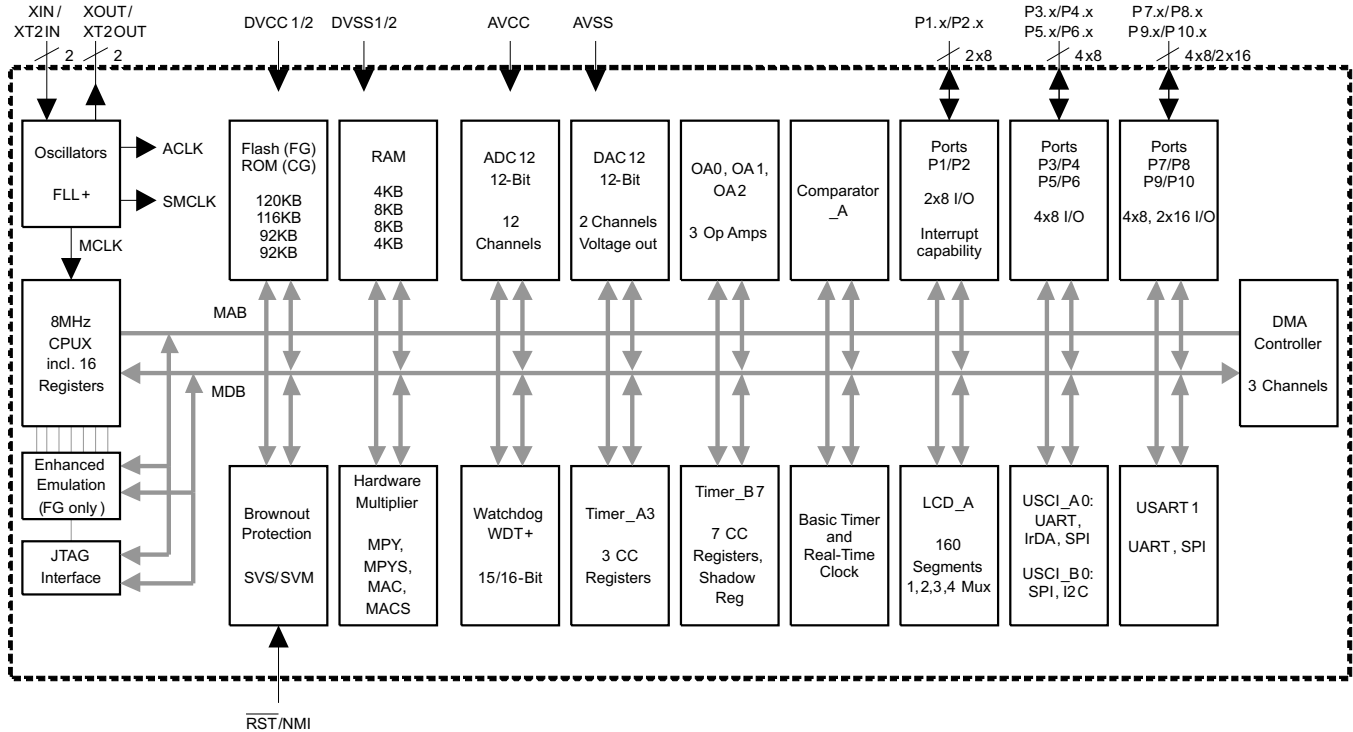 XIN/
XT2IN
XOUT/
XT2OUT
2
2
DVCC1/2
DVSS1/2
AVCC
AVSS
P1.x/P2.x
2x8
P3.x/P4.x
P5.x/P6.x
4x8
P7.x/P8.x
P9.x/P10.x
4x8/2x16
Oscillators
FLL+
ACLK
SMCLK
MCLK
Flash (FG)
ROM (CG)
120KB
116KB
92KB
92KB
RAM
4KB
8KB
8KB
4KB
ADC12
12-Bit
12
Channels
DAC12
12-Bit
2 Channels
Voltage out
OA0, OA1,
OA2
3 Op Amps
Comparator
_A
Ports
P1/P2
2x8 I/O
Interrupt
capability
Ports
P3/P4
P5/P6
4x8 I/O
Ports
P7/P8
P9/P10
4x8, 2x16 I/O
8MHz
CPUX
incl. 16
Registers
MAB
MDB
DMA
Controller
3 Channels
Enhanced
Emulation
(FG only)
JTAG
Interface
Brownout
Protection
SVS/SVM
Hardware
Multiplier
MPY,
MPYS,
MAC,
MACS
Watchdog
WDT+
15/16-Bit
Timer_A3
3 CC
Registers
Timer_B7
7 CC
Registers,
Shadow
Reg
Basic Timer
and
Real-Time
Clock
LCD_A
160
Segments
1,2,3,4 Mux
USCI_A0:
UART,
IrDA, SPI
USCI_B0:
SPI, I2C
USART1
UART, SPI
RST/NMI